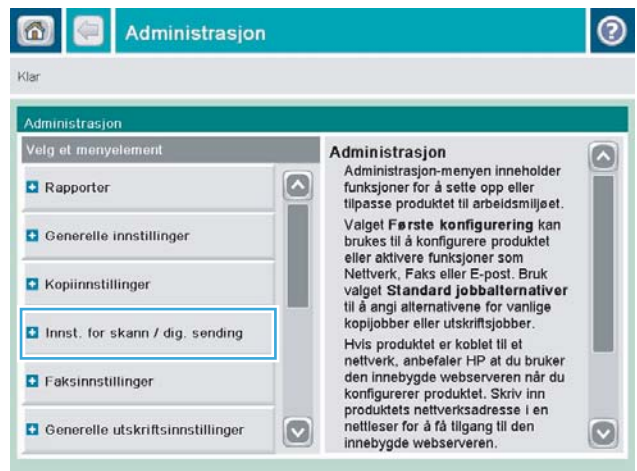 Administrasjon
Klar
Administrasjon
Velg et menyelement
Rapporter
Generelle innstillinger
Kopiinnstillinger
Innst. for skann / dig. sending
Faksinnstillinger
Generelle utskriftsinnstillinger
Administrasjon
Administrasjon-menyen inneholder
funksjoner for å sette opp eller
tilpasse produktet til arbeidsmiljøet.
Valget Første konfigurering kan
brukes til å konfigurere produktet
eller aktivere funksjoner som
Nettverk, Faks eller E-post. Bruk
valget Standard jobbalternativer
til å angi alternativene for vanlige
kopijobber eller utskriftsjobber.
Hvis produktet er koblet til et
nettverk, anbefaler HP at du bruker
den innebygde webserveren når du
konfigurerer produktet. Skriv inn
produktets nettverksadresse i en
nettleser for å få tilgang til den
innebygde webserveren.